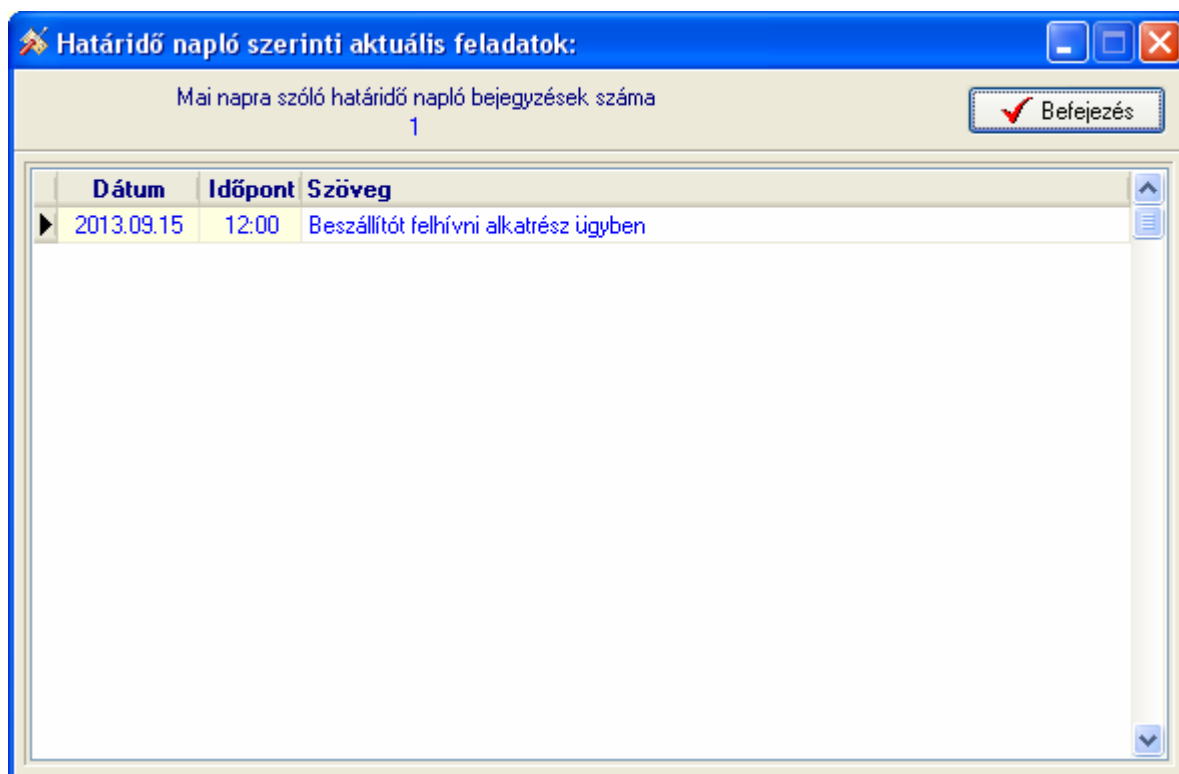 Határidő napló szerinti aktuális feladatok:
Mai napra szóló határidő napló bejegyzések száma
1
Befejezés
Dátum Időpont Szöveg
2013.09.15 12:00 Beszállítót felhívni alkatrész ügyben